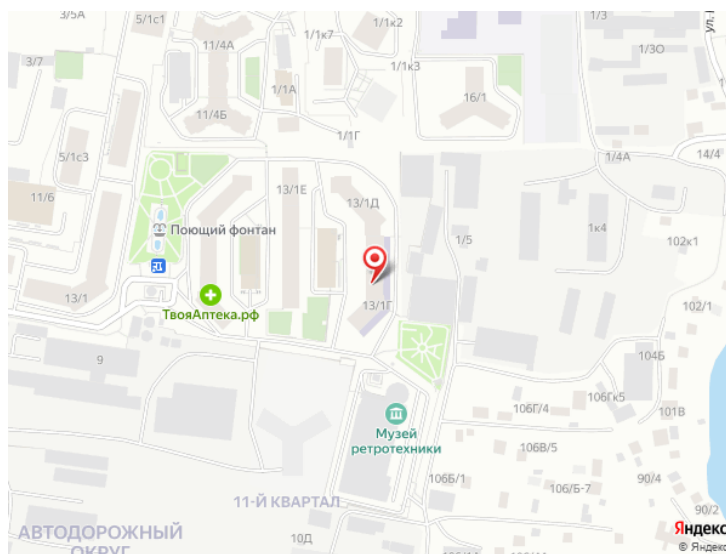 3/5А
5/1с1
1/1к7
1/1к2
1/3
ул.
11/4А
1/3О
3/7
1/1к3
1/1А
16/1
11/4Б
1/1Г
5/1с3
14/4
1/4А
11/6
13/1Е
13/1Д
Поющий фонтан
1/5
1к4
102к1
13/1
ТвояАптека.рф
13/1Г
102/1
9
104Б
106Гк5
106Г/4
101В
Музей
ретротехники
106В/5
106Б/1
106/Б-7
90/4
11-Й КВАРТАЛ
90/2
АВТОДОРОЖНЫЙ
ОКРУГ
10Д
Яндекс
© Яндекс